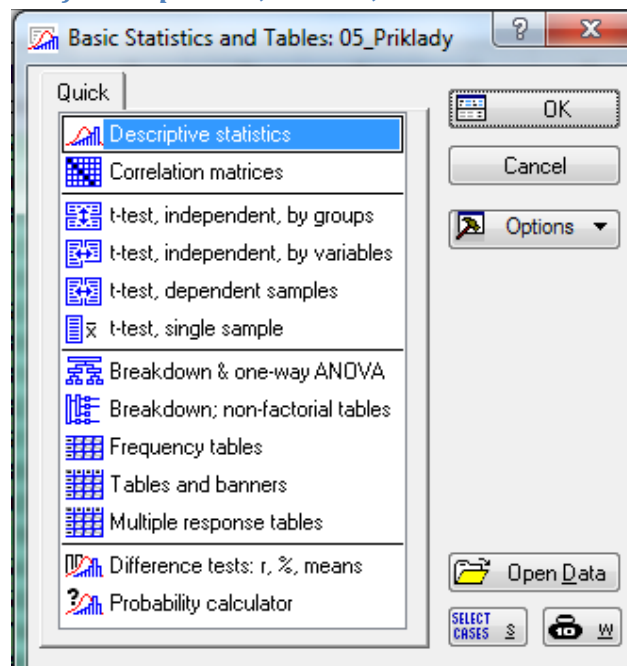 Basic Statistics and Tables: 05_Priklady
?
Quick
OK
Descriptive statistics
Correlation matrices
Cancel
t-test, independent, by groups
Options
t-test, independent, by variables
t-test, dependent samples
x t-test, single sample
Breakdown & one-way ANOVA
Breakdown; non-factorial tables
Frequency tables
Tables and banners
Multiple response tables
Difference tests: r, %, means
Open Data
? Probability calculator
SELECT
CASES S
10 W